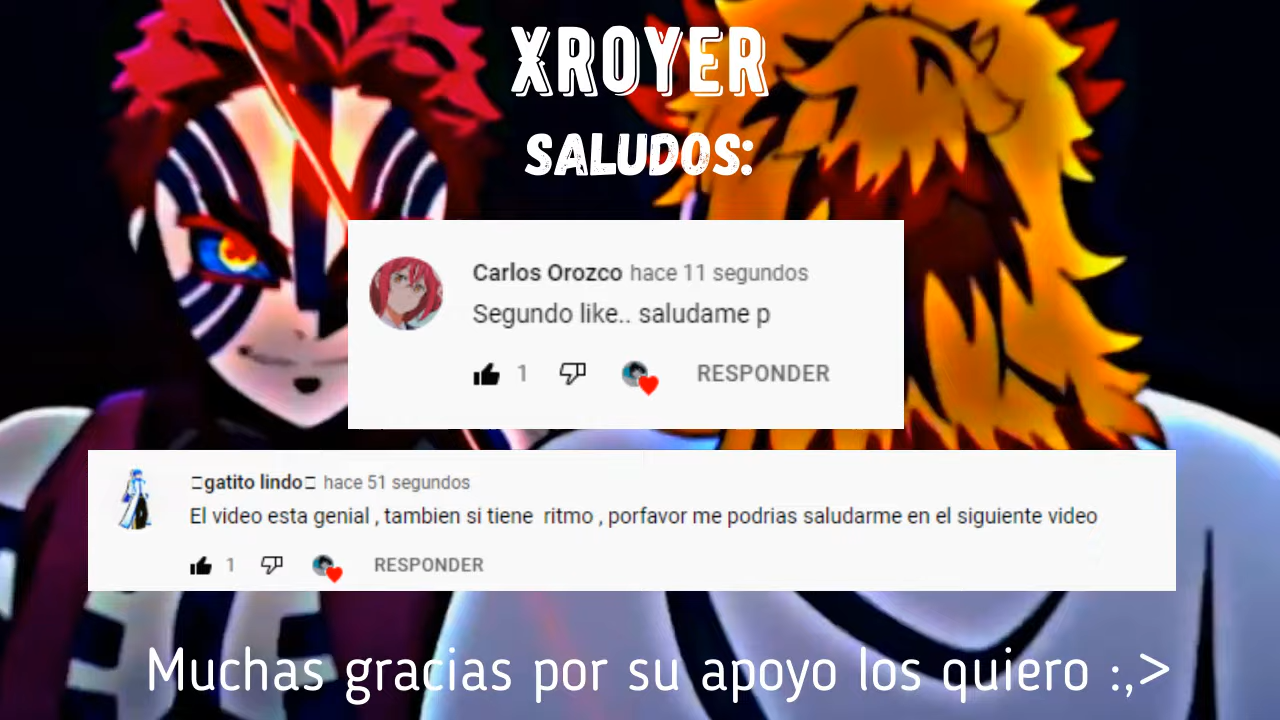 XROYER
SALUDOS:
Carlos Orozco hace 11 segundos
Segundo like.. saludame p
1 RESPONDER
gatito lindo hace 51 segundos
El video esta genial , tambien si tiene ritmo , porfavor me podrias saludarme en el siguiente video
1 RESPONDER
Muchas gracias por su apoyo los quiero :,>